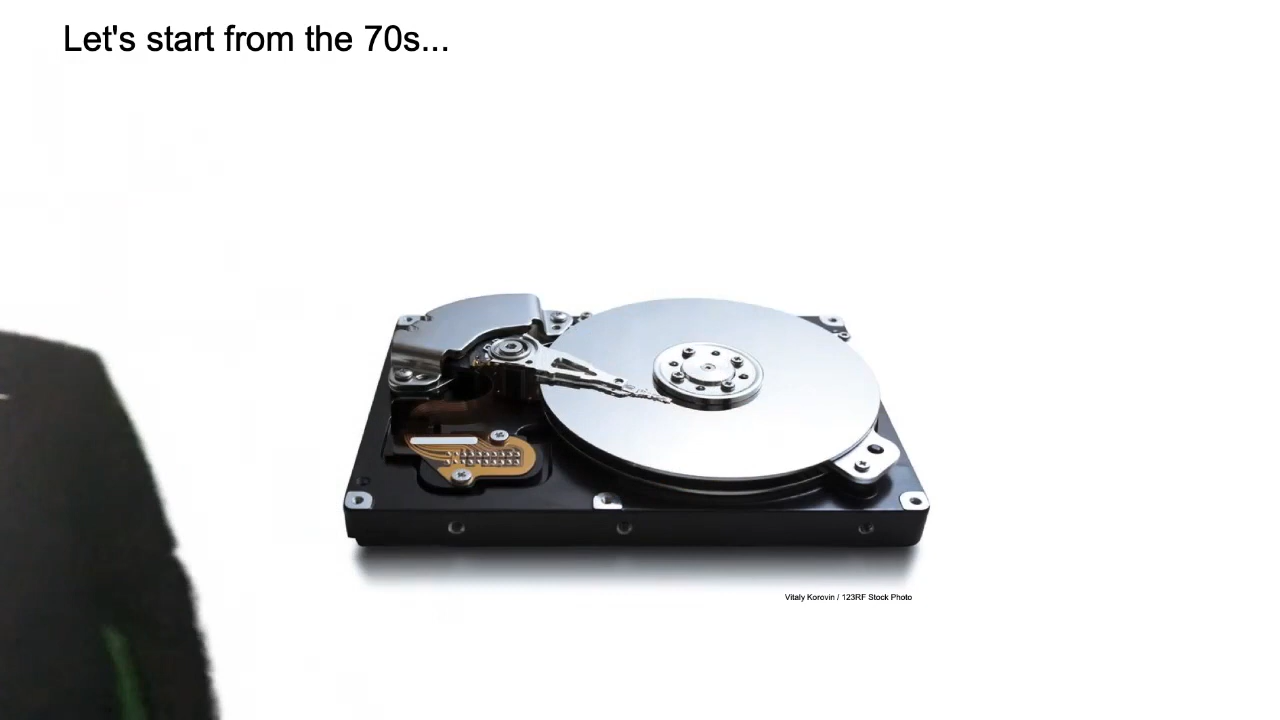 Let's start from the 70s...
Vitaly Korovin / 123RF Stock Photo